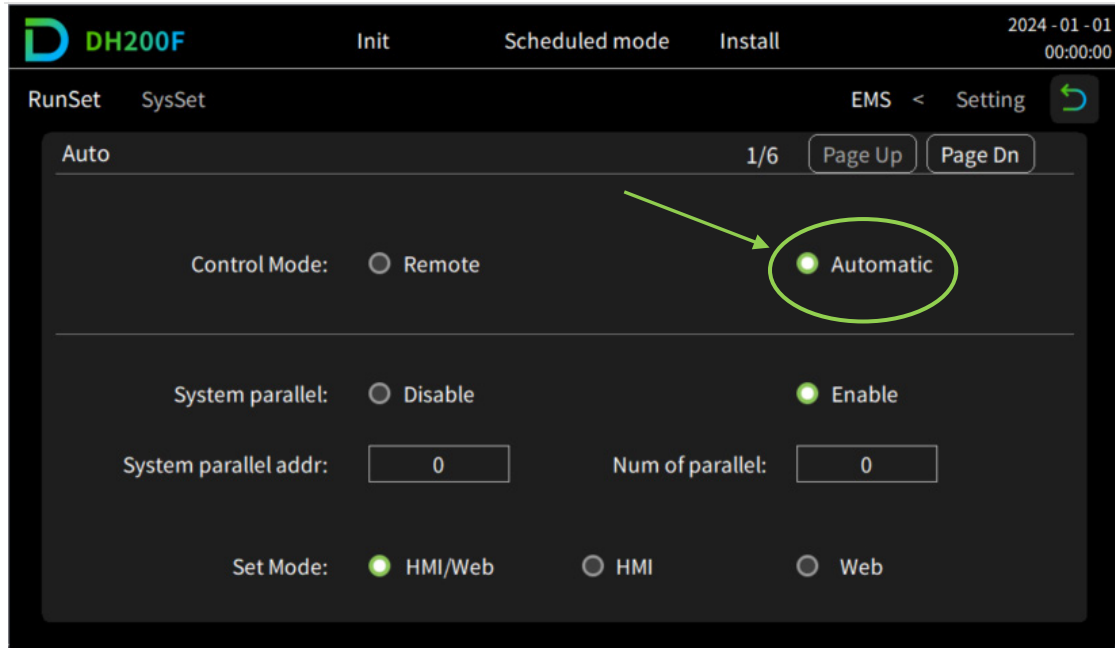 DH200F Init Scheduled mode Install 2024 - 01 - 01
00:00:00
RunSet SysSet EMS < Setting
Auto 1/6 Page Up Page Dn
Control Mode: Remote Automatic
System parallel: Disable Enable
System parallel addr: 0 Num of parallel: 0
Set Mode: HMI/Web HMI Web